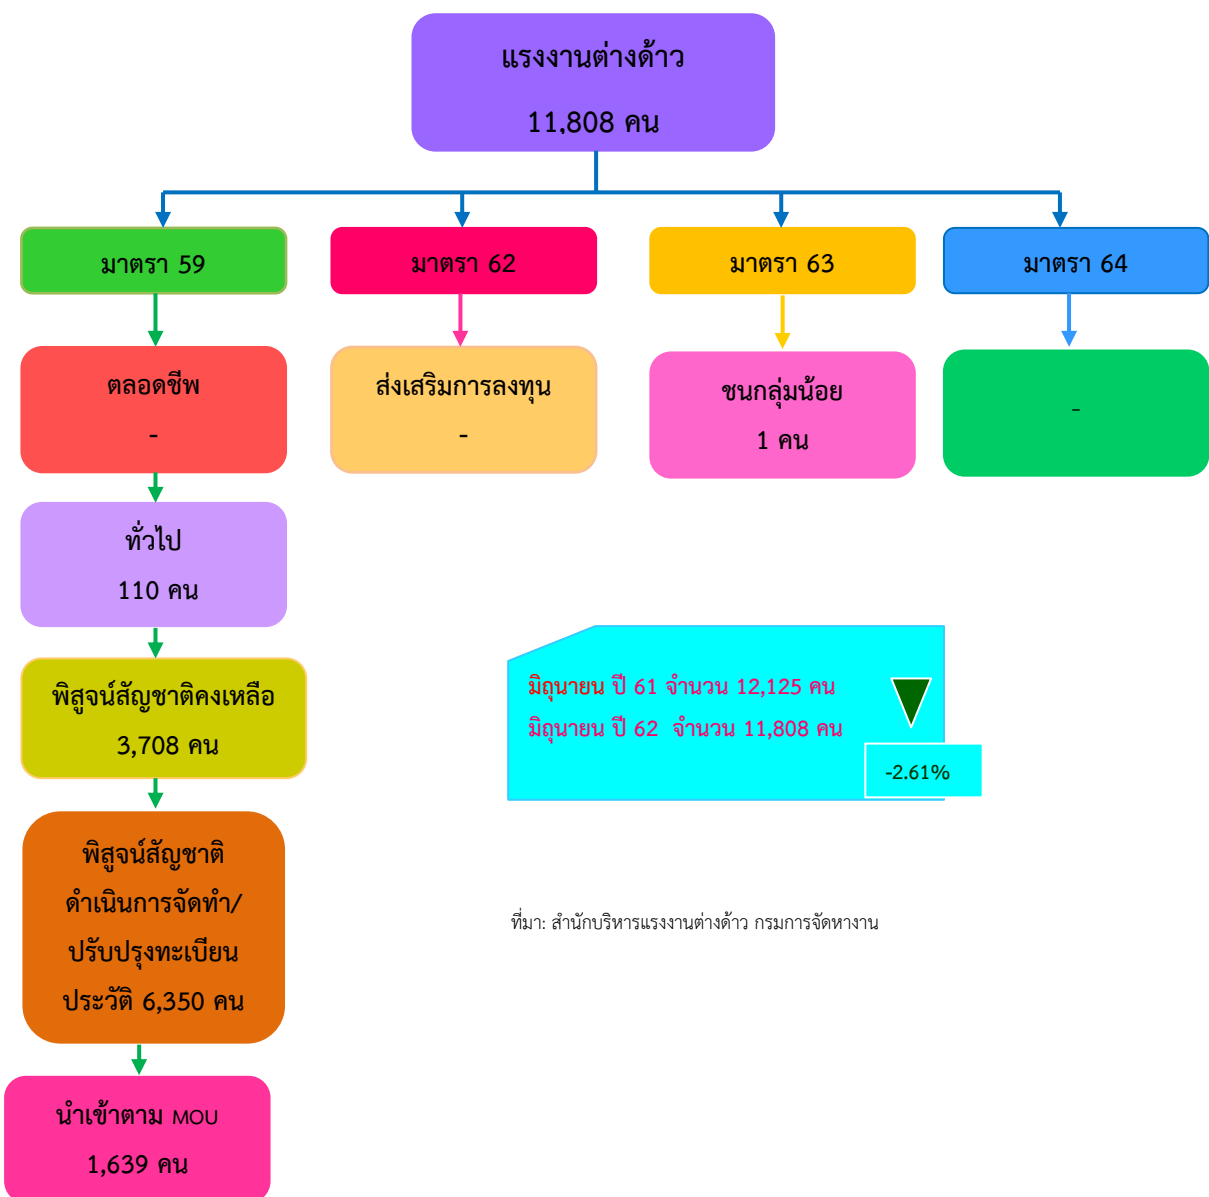 แรงงานต่างด้าว
11,808 คน
มาตรา 59
มาตรา 62
มาตรา 63
มาตรา 64
ตลอดชีพ
-
ส่งเสริมการลงทุน
-
ชนกลุ่มน้อย
1 คน
-
ทั่วไป
110 คน
พิสูจน์สัญชาติคงเหลือ
3,708 คน
มิถุนายน ปี 61 จำนวน 12,125 คน
มิถุนายน ปี 62 จำนวน 11,808 คน
-2.61%
พิสูจน์สัญชาติ
ดำเนินการจัดทำ/
ปรับปรุงทะเบียน
ประวัติ 6,350 คน
ที่มา: สำนักบริหารแรงงานต่างด้าว กรมการจัดหางาน
นำเข้าตาม MOU
1,639 คน